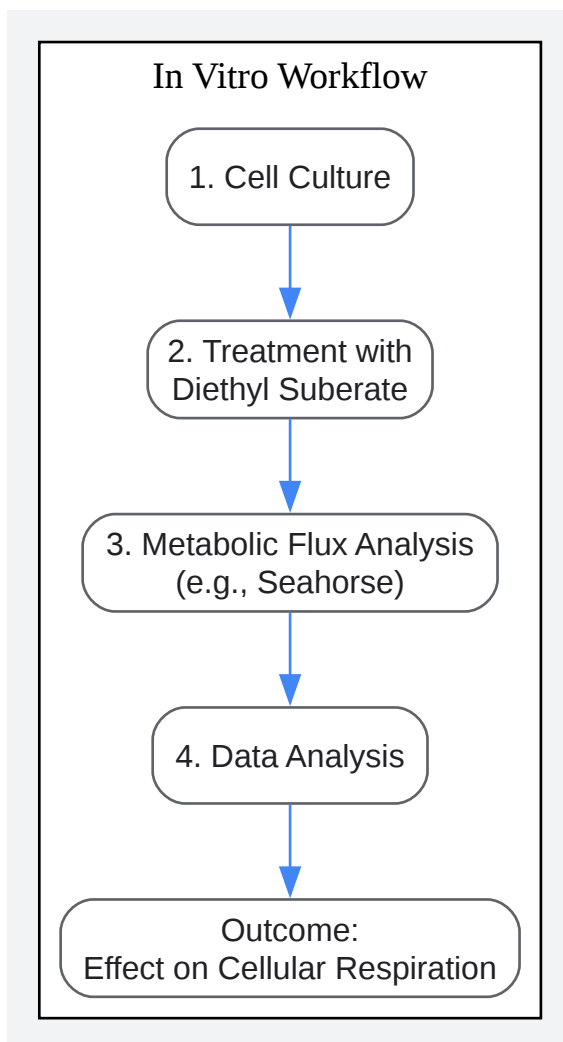 In Vitro Workflow
1. Cell Culture
2. Treatment with
Diethyl Suberate
3. Metabolic Flux Analysis
(e.g., Seahorse)
4. Data Analysis
Outcome:
Effect on Cellular Respiration